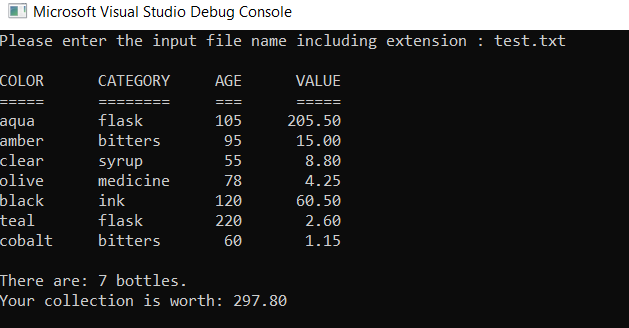 Microsoft Visual Studio Debug Console
Please enter the input file name including extension : test.txt
COLOR      CATEGORY     AGE      VALUE
=====      ========     ===      =====
aqua       flask        105     205.50
amber      bitters       95      15.00
clear      syrup         55       8.80
olive      medicine      78       4.25
black      ink          120      60.50
teal       flask        220       2.60
cobalt     bitters       60       1.15
There are: 7 bottles.
Your collection is worth: 297.80